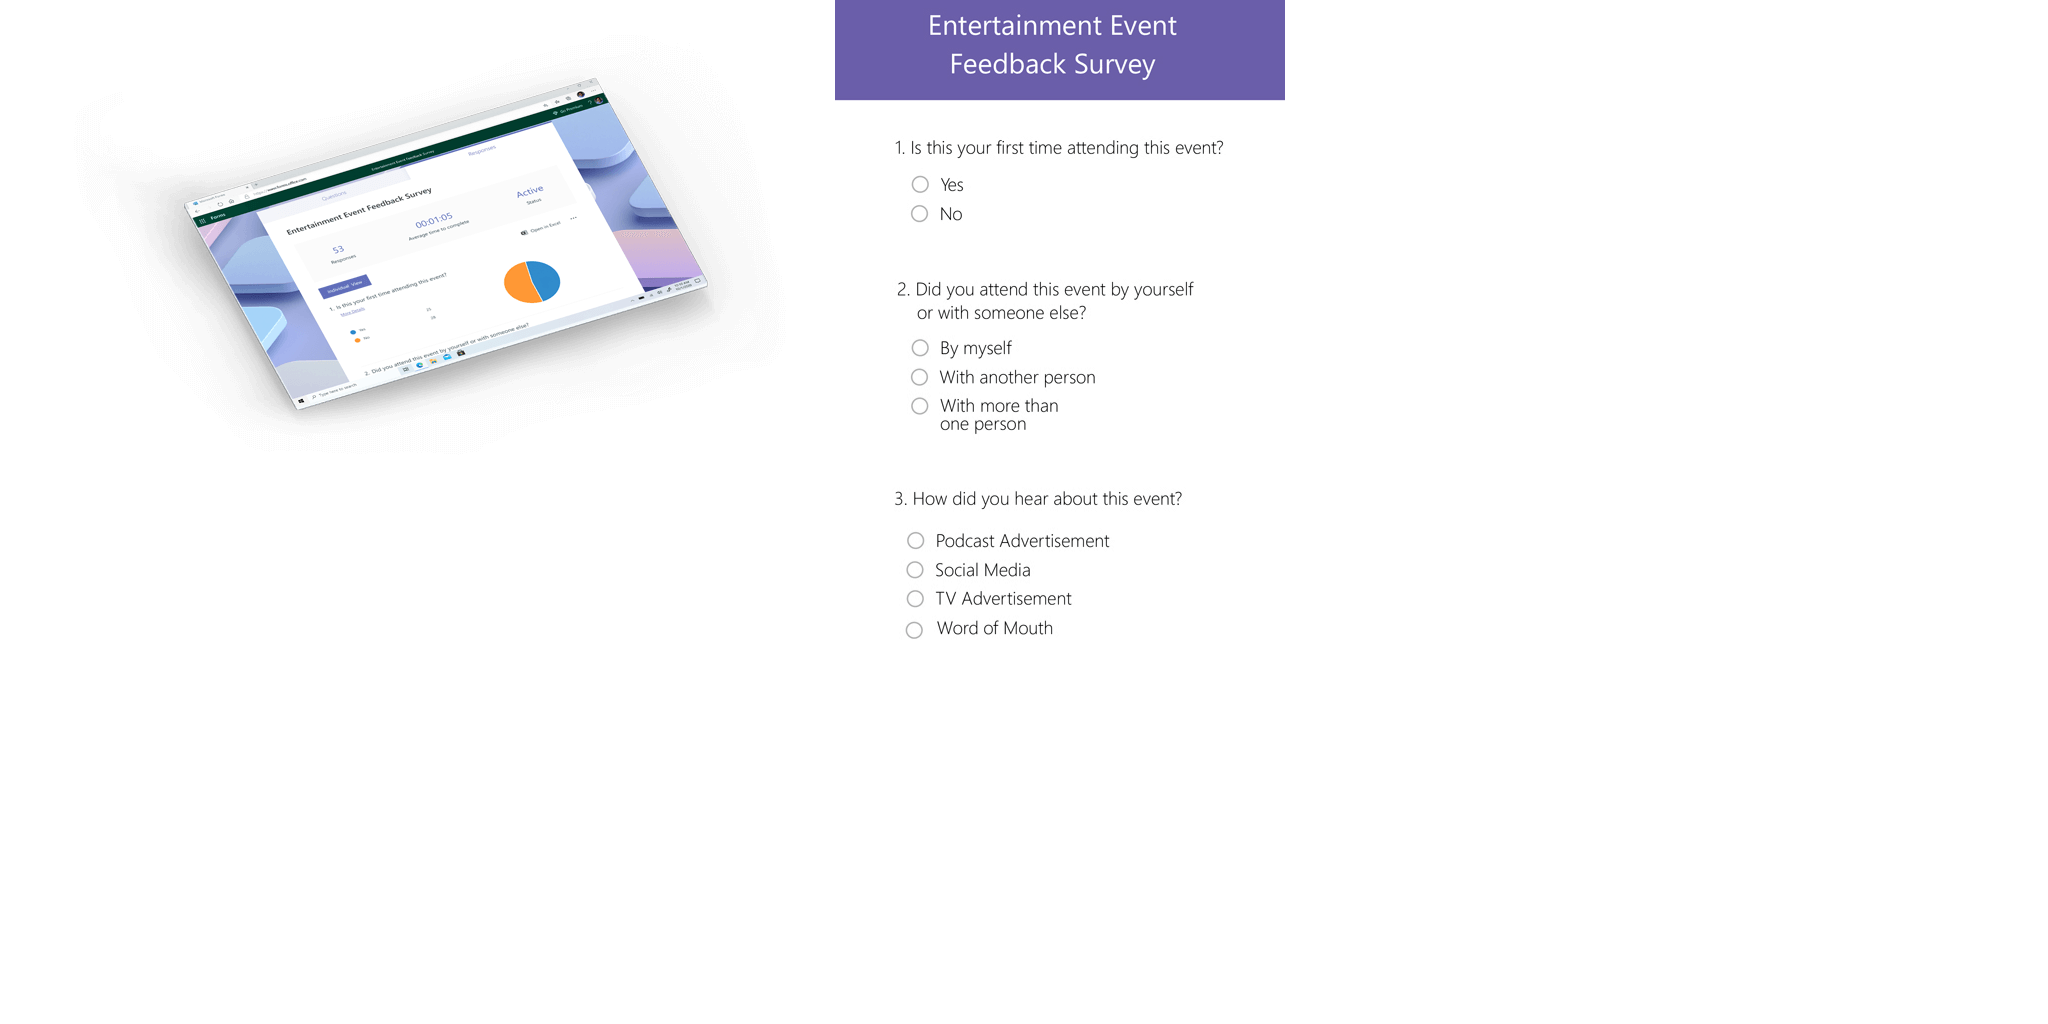 Forms
Entertainment Event Feedback Survey
Go Premium
Questions
Responses
Entertainment Event Feedback Survey
53
Responses
00:01:05
Average time to complete
Active
Status
Open in Excel
Individual View
1. Is this your first time attending this event?
More Details
No
2. Did you attend this event by yourself or with someone else?
Type here to search
Entertainment Event
Feedback Survey
1. Is this your first time attending this event?
Yes
No
2. Did you attend this event by yourself
or with someone else?
By myself
With another person
With more than
one person
3. How did you hear about this event?
Podcast Advertisement
Social Media
TV Advertisement
Word of Mouth